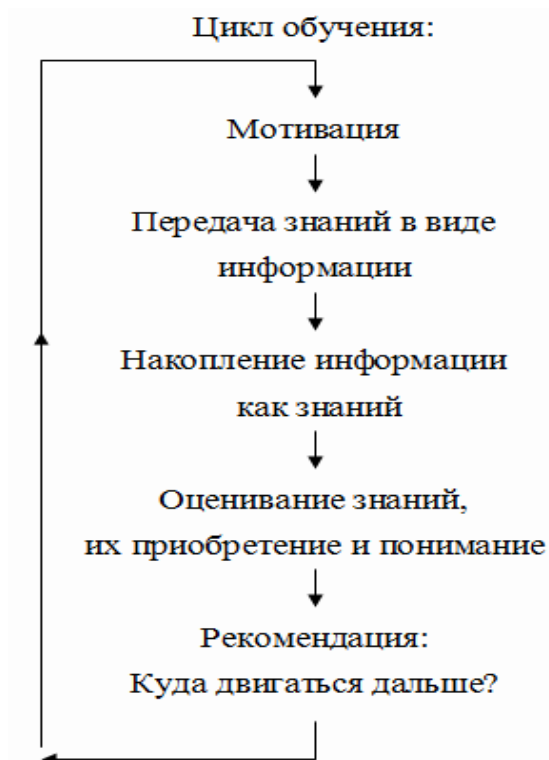 Цикл обучения:
Мотивация
Передача знаний в виде
информации
Накопление информации
как знаний
Оценивание знаний,
их приобретение и понимание
Рекомендация:
Куда двигаться дальше?